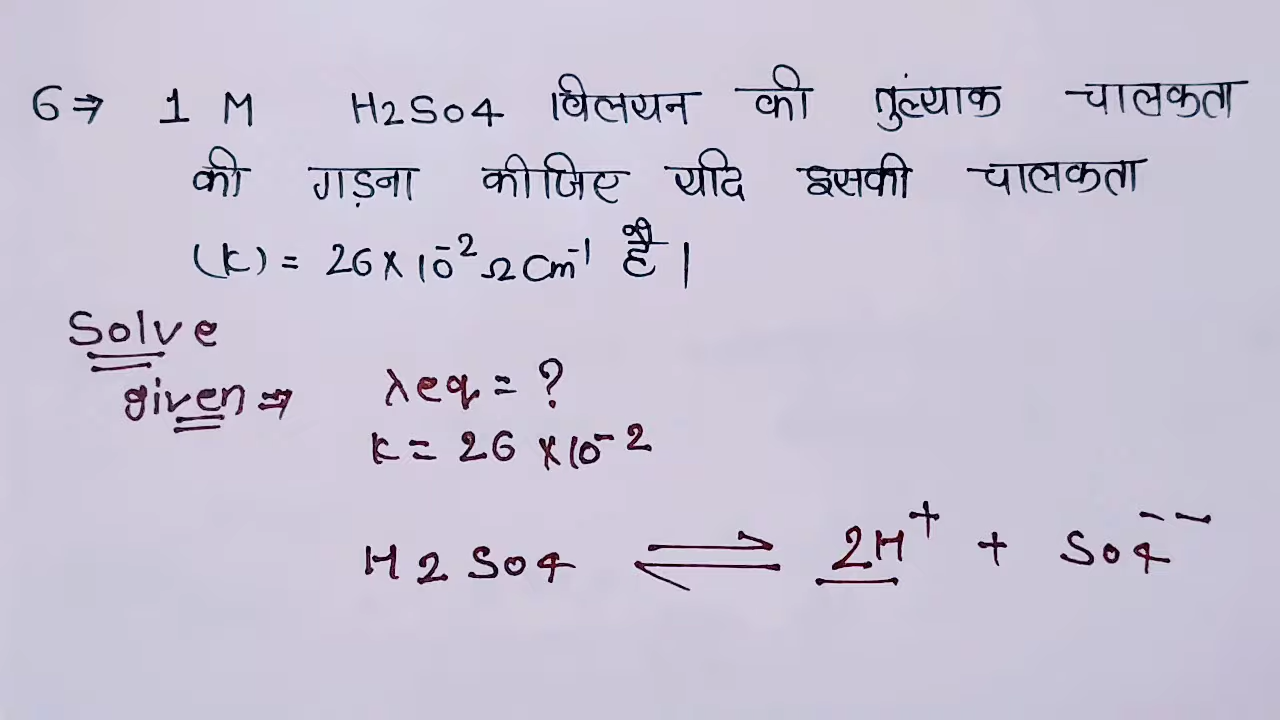 6⇒ 1 M H2SO4 विलयन की तुल्यांक चालकता
की गड़ना कीजिए यदि इसकी चालकता
(K) = 26×10⁻² Ω cm⁻¹ है।
Solve
given ⇒ λeq = ?
K = 26 ×10⁻²
H2SO4 ⇌ 2H⁺ + SO4⁻⁻